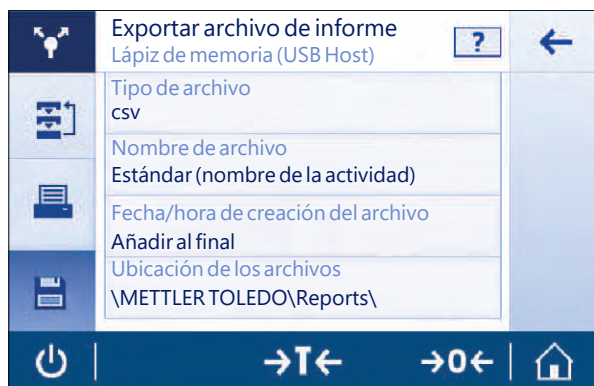 Exportar archivo de informe
Lápiz de memoria (USB Host)
?
Tipo de archivo
csv
Nombre de archivo
Estándar (nombre de la actividad)
Fecha/hora de creación del archivo
Añadir al final
Ubicación de los archivos
\METTLER TOLEDO\Reports\
→T← →0←